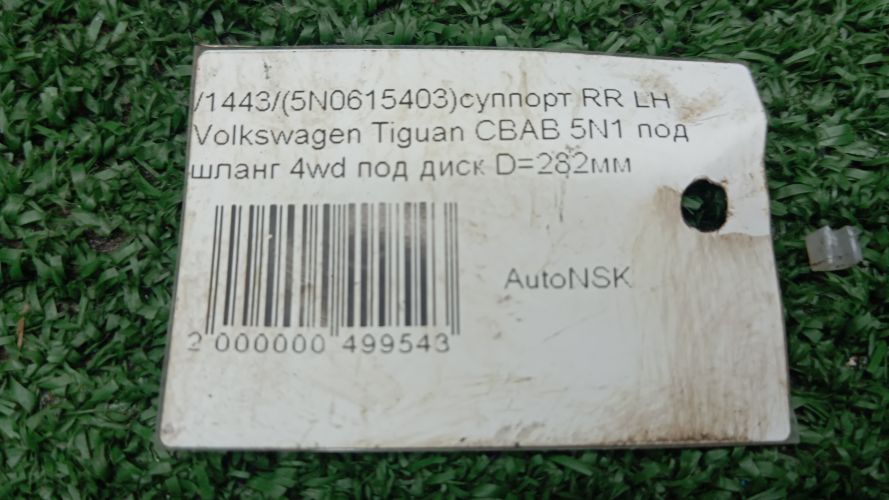 /1443/(5N0615403)суппорт RR LH
Volkswagen Tiguan CBAB 5N1 под
шланг 4wd под диск D=282мм
AutoNSK
2 000000 499543